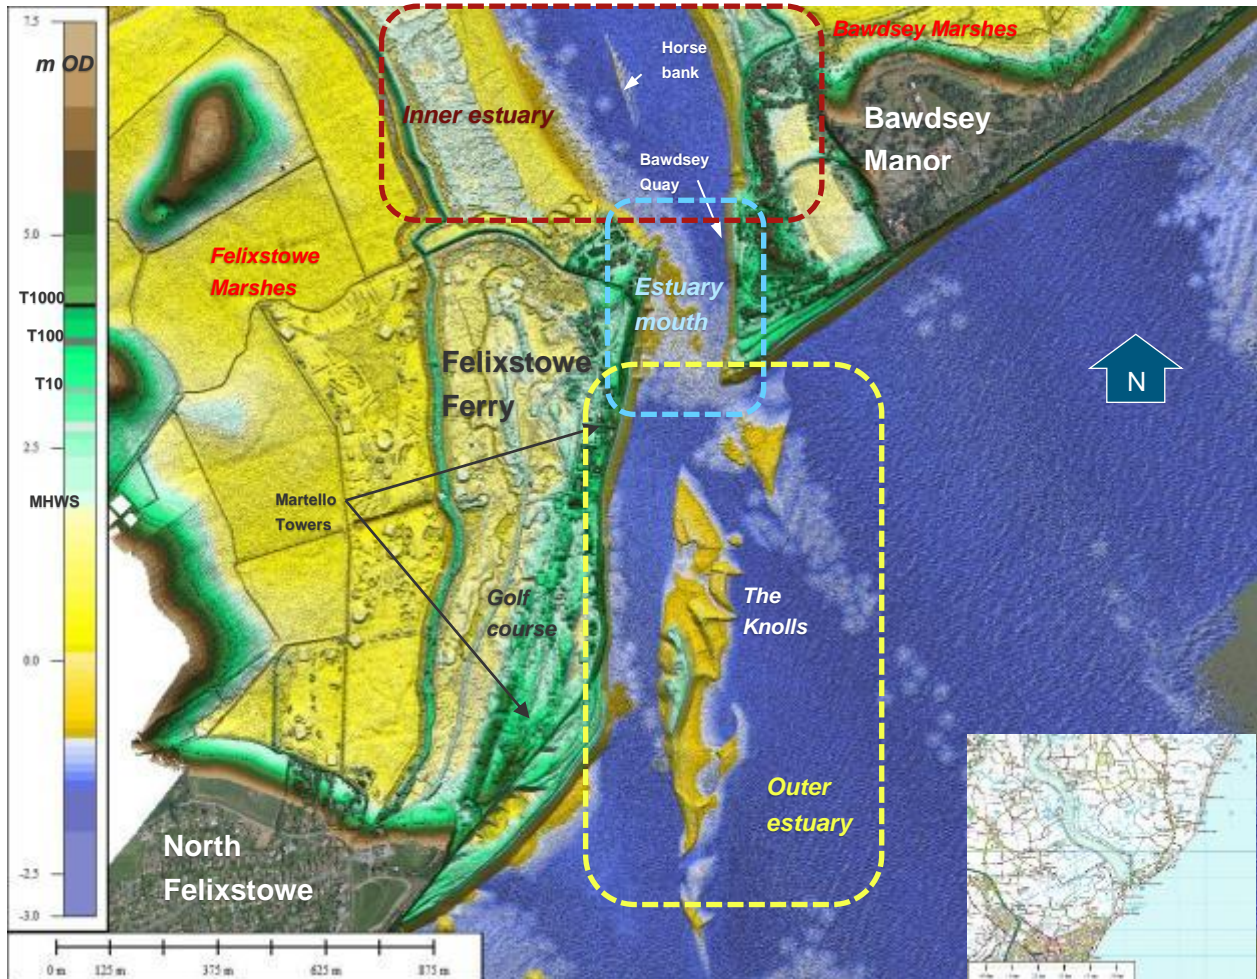 7.5
m OD
5.0
T1000
T100
T10
2.5
MHWS
0.0
-2.5
-3.0
Horse
bank
Bawdsey Marshes
Inner estuary
Bawdsey
Manor
Bawdsey
Quay
Felixstowe
Marshes
Estuary
mouth
Felixstowe
Ferry
N
Martello
Towers
Golf
course
The
Knolls
Outer
estuary
North
Felixstowe
0 m
125 m
375 m
625 m
875 m